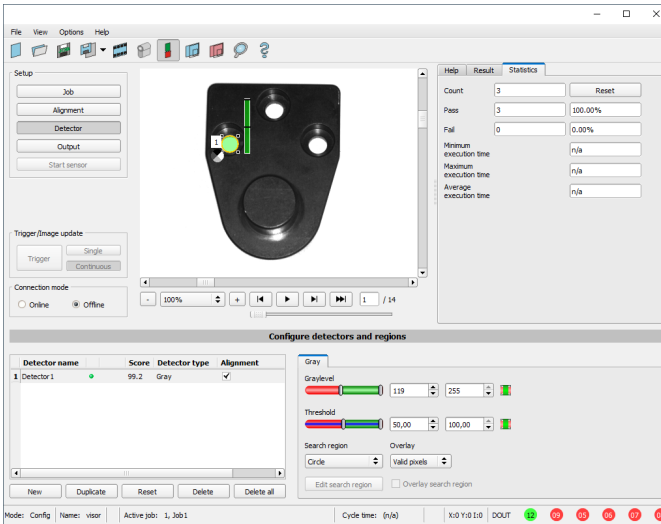 File View Options Help
Setup
Job
Alignment
Detector
Output
Start sensor
Trigger/Image update
Trigger
Single
Continuous
Connection mode
Online Offline
1
- 100% + 1 / 14
Help Result Statistics
Count 3 Reset
Pass 3 100.00%
Fail 0 0.00%
Minimum
execution time n/a
Maximum
execution time n/a
Average
execution time n/a
Configure detectors and regions
Detector name Score Detector type Alignment
1 Detector1 99.2 Gray
New Duplicate Reset Delete Delete all
Gray
Graylevel
119 255
Threshold
50,00 100,00
Search region Overlay
Circle Valid pixels
Edit search region Overlay search region
Mode: Config Name: visor Active job: 1, Job1 Cycle time: (n/a) X:0 Y:0 I:0 DOUT 12 09 05 06 07